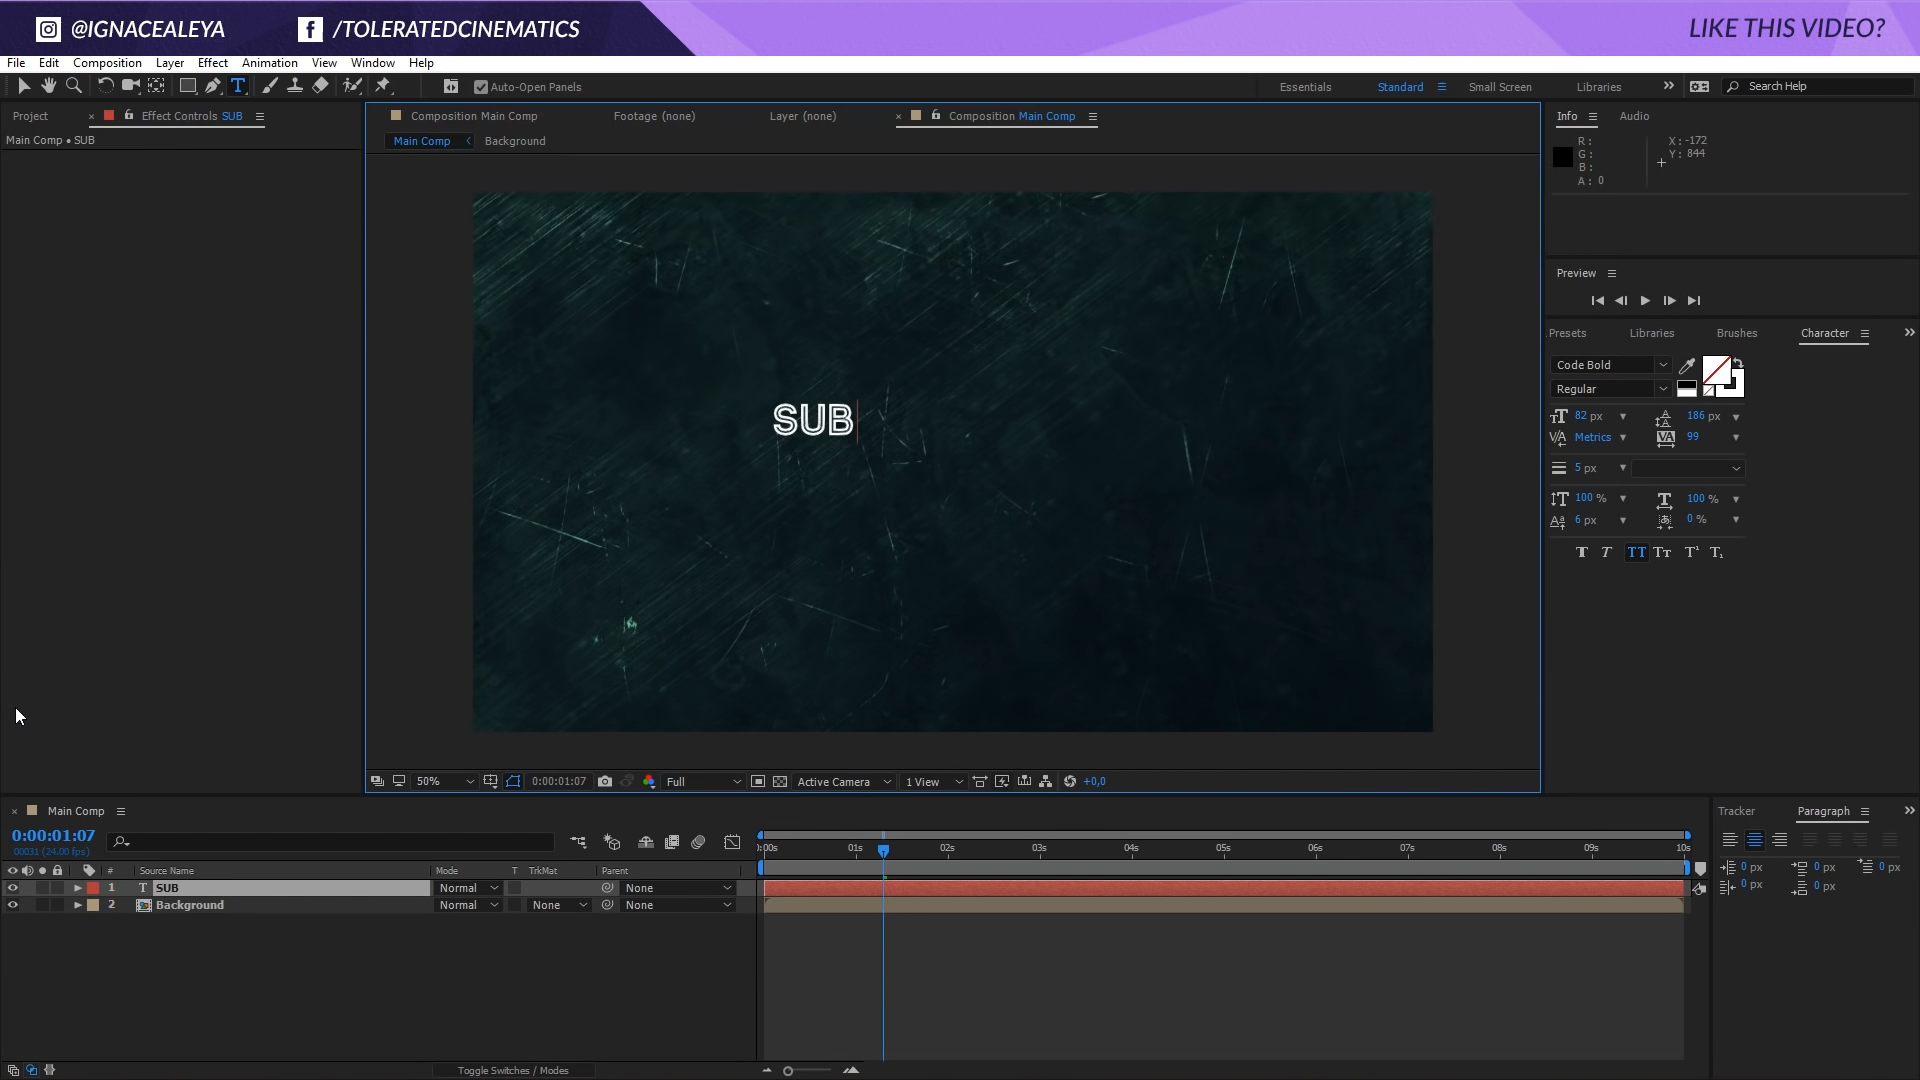 @IGNACEALEYA /TOLERATEDCINEMATICS LIKE THIS VIDEO?
File Edit Composition Layer Effect Animation View Window Help
Auto-Open Panels Essentials Standard Small Screen Libraries Search Help
Project Effect Controls SUB Composition Main Comp Footage (none) Layer (none) Composition Main Comp Info Audio
Main Comp • SUB Main Comp Background
R: X: -172
G: Y: 844
B:
A: 0
Preview
Presets Libraries Brushes Character
Code Bold
Regular
82 px 186 px
Metrics 99
5 px
100 % 100 %
6 px 0 %
T T TT Tт T¹ T₁
SUB
50% 0:00:01:07 Full Active Camera 1 View +0,0
Main Comp Tracker Paragraph
0:00:01:07
00031 (24.00 fps)
0:00s 01s 02s 03s 04s 05s 06s 07s 08s 09s 10s
# Source Name Mode T TrkMat Parent
1 T SUB Normal None
2 Background Normal None None
0 px 0 px 0 px
0 px 0 px
Toggle Switches / Modes